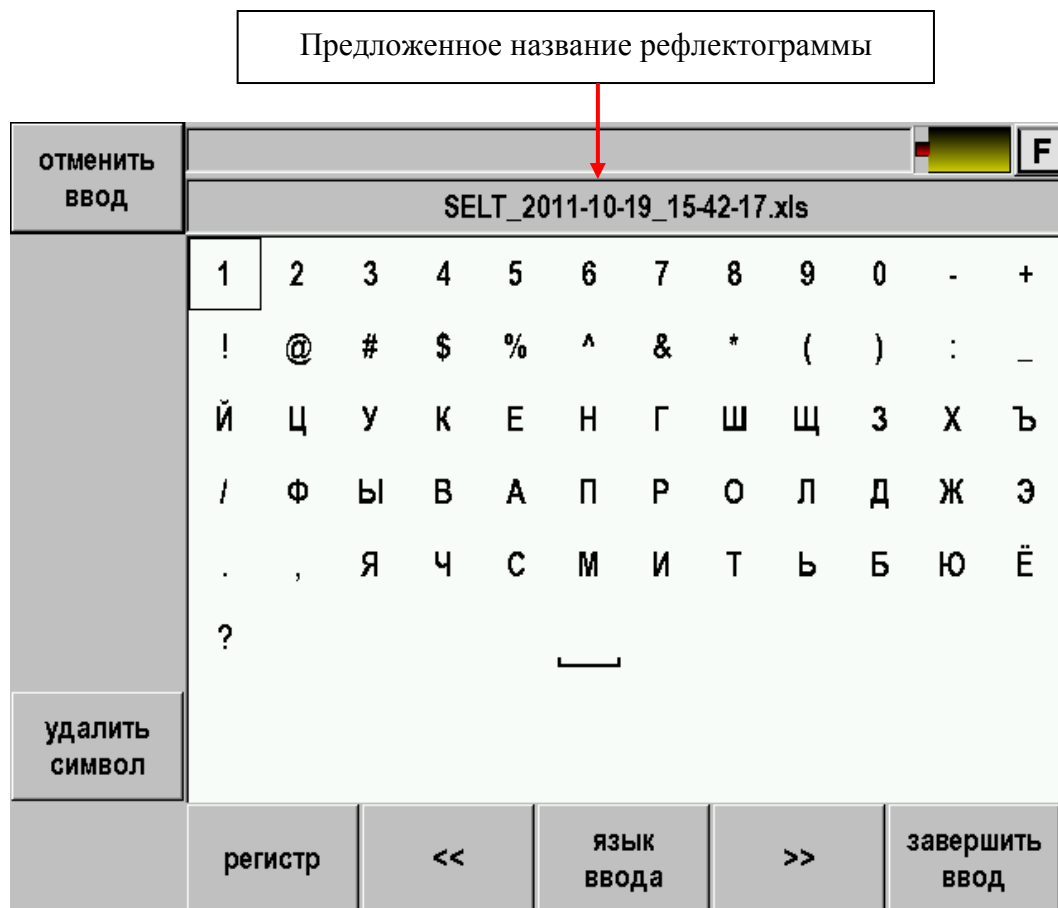 Предложенное название рефлектограммы
отменить
ввод
F
SELT_2011-10-19_15-42-17.xls
1 2 3 4 5 6 7 8 9 0 - +
! @ # $ % ^ & * ( ) : _
Й Ц У К Е Н Г Ш Щ З Х Ъ
/ Ф Ы В А П Р О Л Д Ж Э
. , Я Ч С М И Т Ь Б Ю Ё
?
удалить
символ
регистр
<<
язык
ввода
>>
завершить
ввод